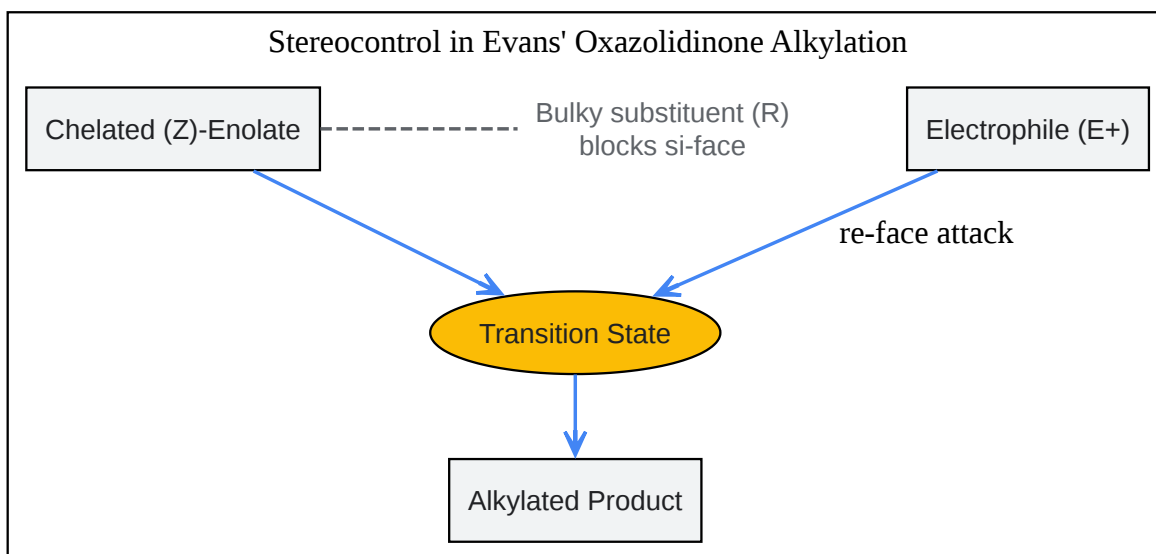 Stereocontrol in Evans' Oxazolidinone Alkylation
Chelated (Z)-Enolate
Bulky substituent (R)
blocks si-face
Electrophile (E+)
re-face attack
Transition State
Alkylated Product